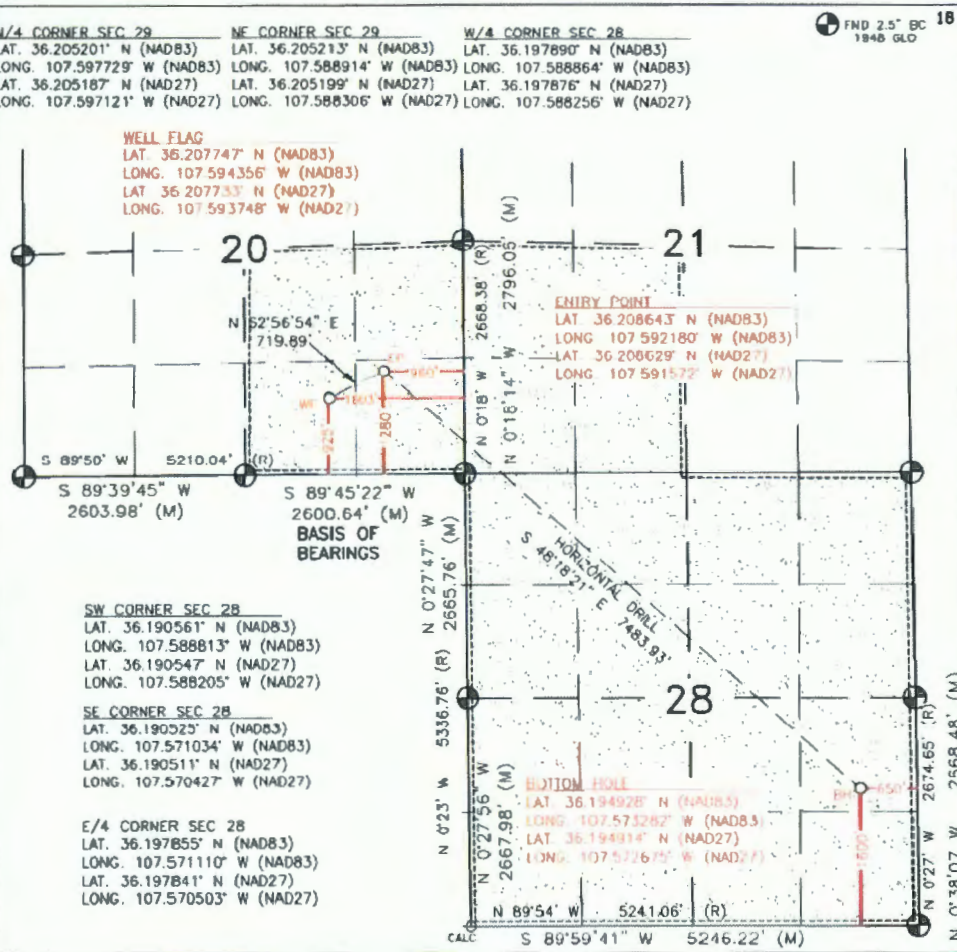 N/4 CORNER SEC 29
LAT. 36.205201° N (NAD83)
LONG. 107.597729° W (NAD83)
LAT. 36.205187° N (NAD27)
LONG. 107.597121° W (NAD27)
NE CORNER SEC 29
LAT. 36.205213° N (NAD83)
LONG. 107.588914° W (NAD83)
LAT. 36.205199° N (NAD27)
LONG. 107.588306° W (NAD27)
W/4 CORNER SEC 28
LAT. 36.197890° N (NAD83)
LONG. 107.588864° W (NAD83)
LAT. 36.197876° N (NAD27)
LONG. 107.588256° W (NAD27)
FND 2.5" BC
1948 GLO
18
WELL FLAG
LAT. 36.207747° N (NAD83)
LONG. 107.594356° W (NAD83)
LAT 36.207733° N (NAD27)
LONG. 107.593748° W (NAD27)
20
21
2668.38' (R)
2796.05' (M)
N 0°18' W
N 0°18'14" W
ENTRY POINT
LAT 36.208643° N (NAD83)
LONG 107.592180° W (NAD83)
LAT 36.208629° N (NAD27)
LONG. 107.591572° W (NAD27)
719.89'
EP
WF
1803'
925'
S 89°50' W 5210.04' (R)
S 89°39'45" W
2603.98' (M)
S 89°45'22" W
2600.64' (M)
BASIS OF
BEARINGS
HORIZONTAL DRILL
S 48°18'21" E 7483.93'
N 0°27'47" W
2665.76' (M)
SW CORNER SEC 28
LAT. 36.190561° N (NAD83)
LONG. 107.588813° W (NAD83)
LAT. 36.190547° N (NAD27)
LONG. 107.588205° W (NAD27)
SE CORNER SEC 28
LAT. 36.190525° N (NAD83)
LONG. 107.571034° W (NAD83)
LAT. 36.190511° N (NAD27)
LONG. 107.570427° W (NAD27)
E/4 CORNER SEC 28
LAT. 36.197855° N (NAD83)
LONG. 107.571110° W (NAD83)
LAT. 36.197841° N (NAD27)
LONG. 107.570503° W (NAD27)
N 0°23' W 5336.76' (R)
N 0°27'56" W
2667.98' (M)
28
BOTTOM HOLE
LAT. 36.194928° N (NAD83)
LONG. 107.573282° W (NAD83)
LAT. 36.194914° N (NAD27)
LONG. 107.572675° W (NAD27)
BH
650'
1600'
N 0°27' W 2674.65' (R)
N 0°38'07" W 2668.48' (M)
N 89°54' W 5241.06' (R)
CALC
S 89°59'41" W 5246.22' (M)